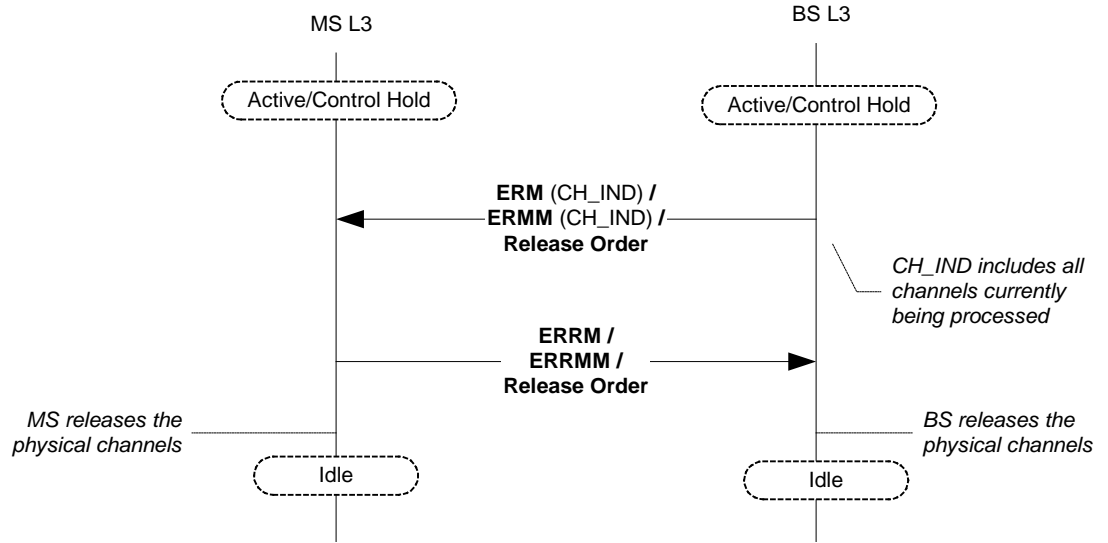 MS L3
BS L3
Active/Control Hold
Active/Control Hold
ERM (CH_IND) /
ERMM (CH_IND) /
Release Order
CH_IND includes all
channels currently
being processed
ERRM /
ERRMM /
Release Order
MS releases the
physical channels
BS releases the
physical channels
Idle
Idle